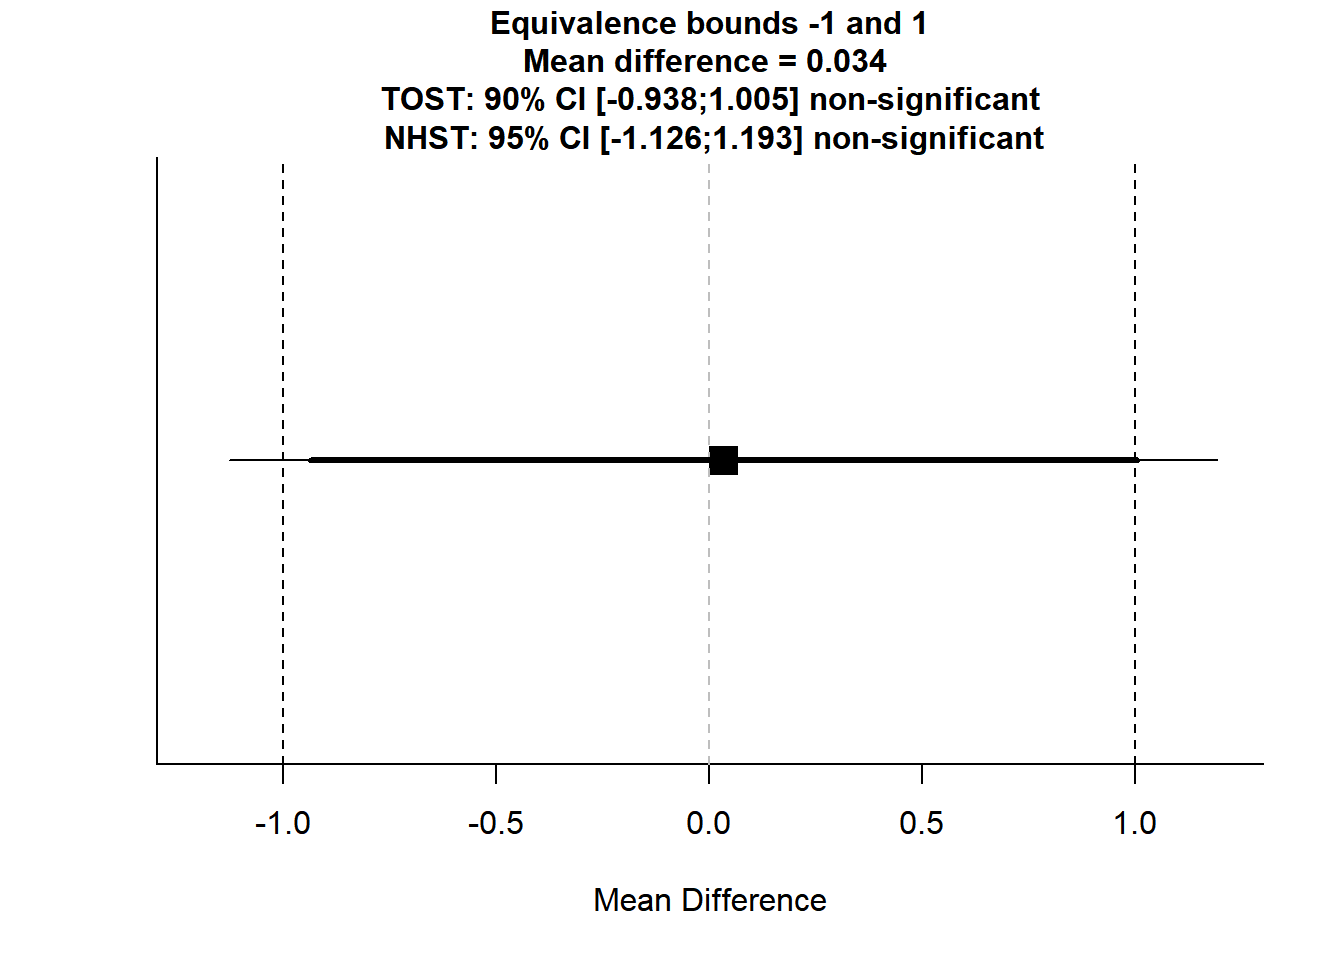 Equivalence bounds -1 and 1
Mean difference = 0.034
TOST: 90% CI [-0.938;1.005] non-significant
NHST: 95% CI [-1.126;1.193] non-significant
-1.0 -0.5 0.0 0.5 1.0
Mean Difference